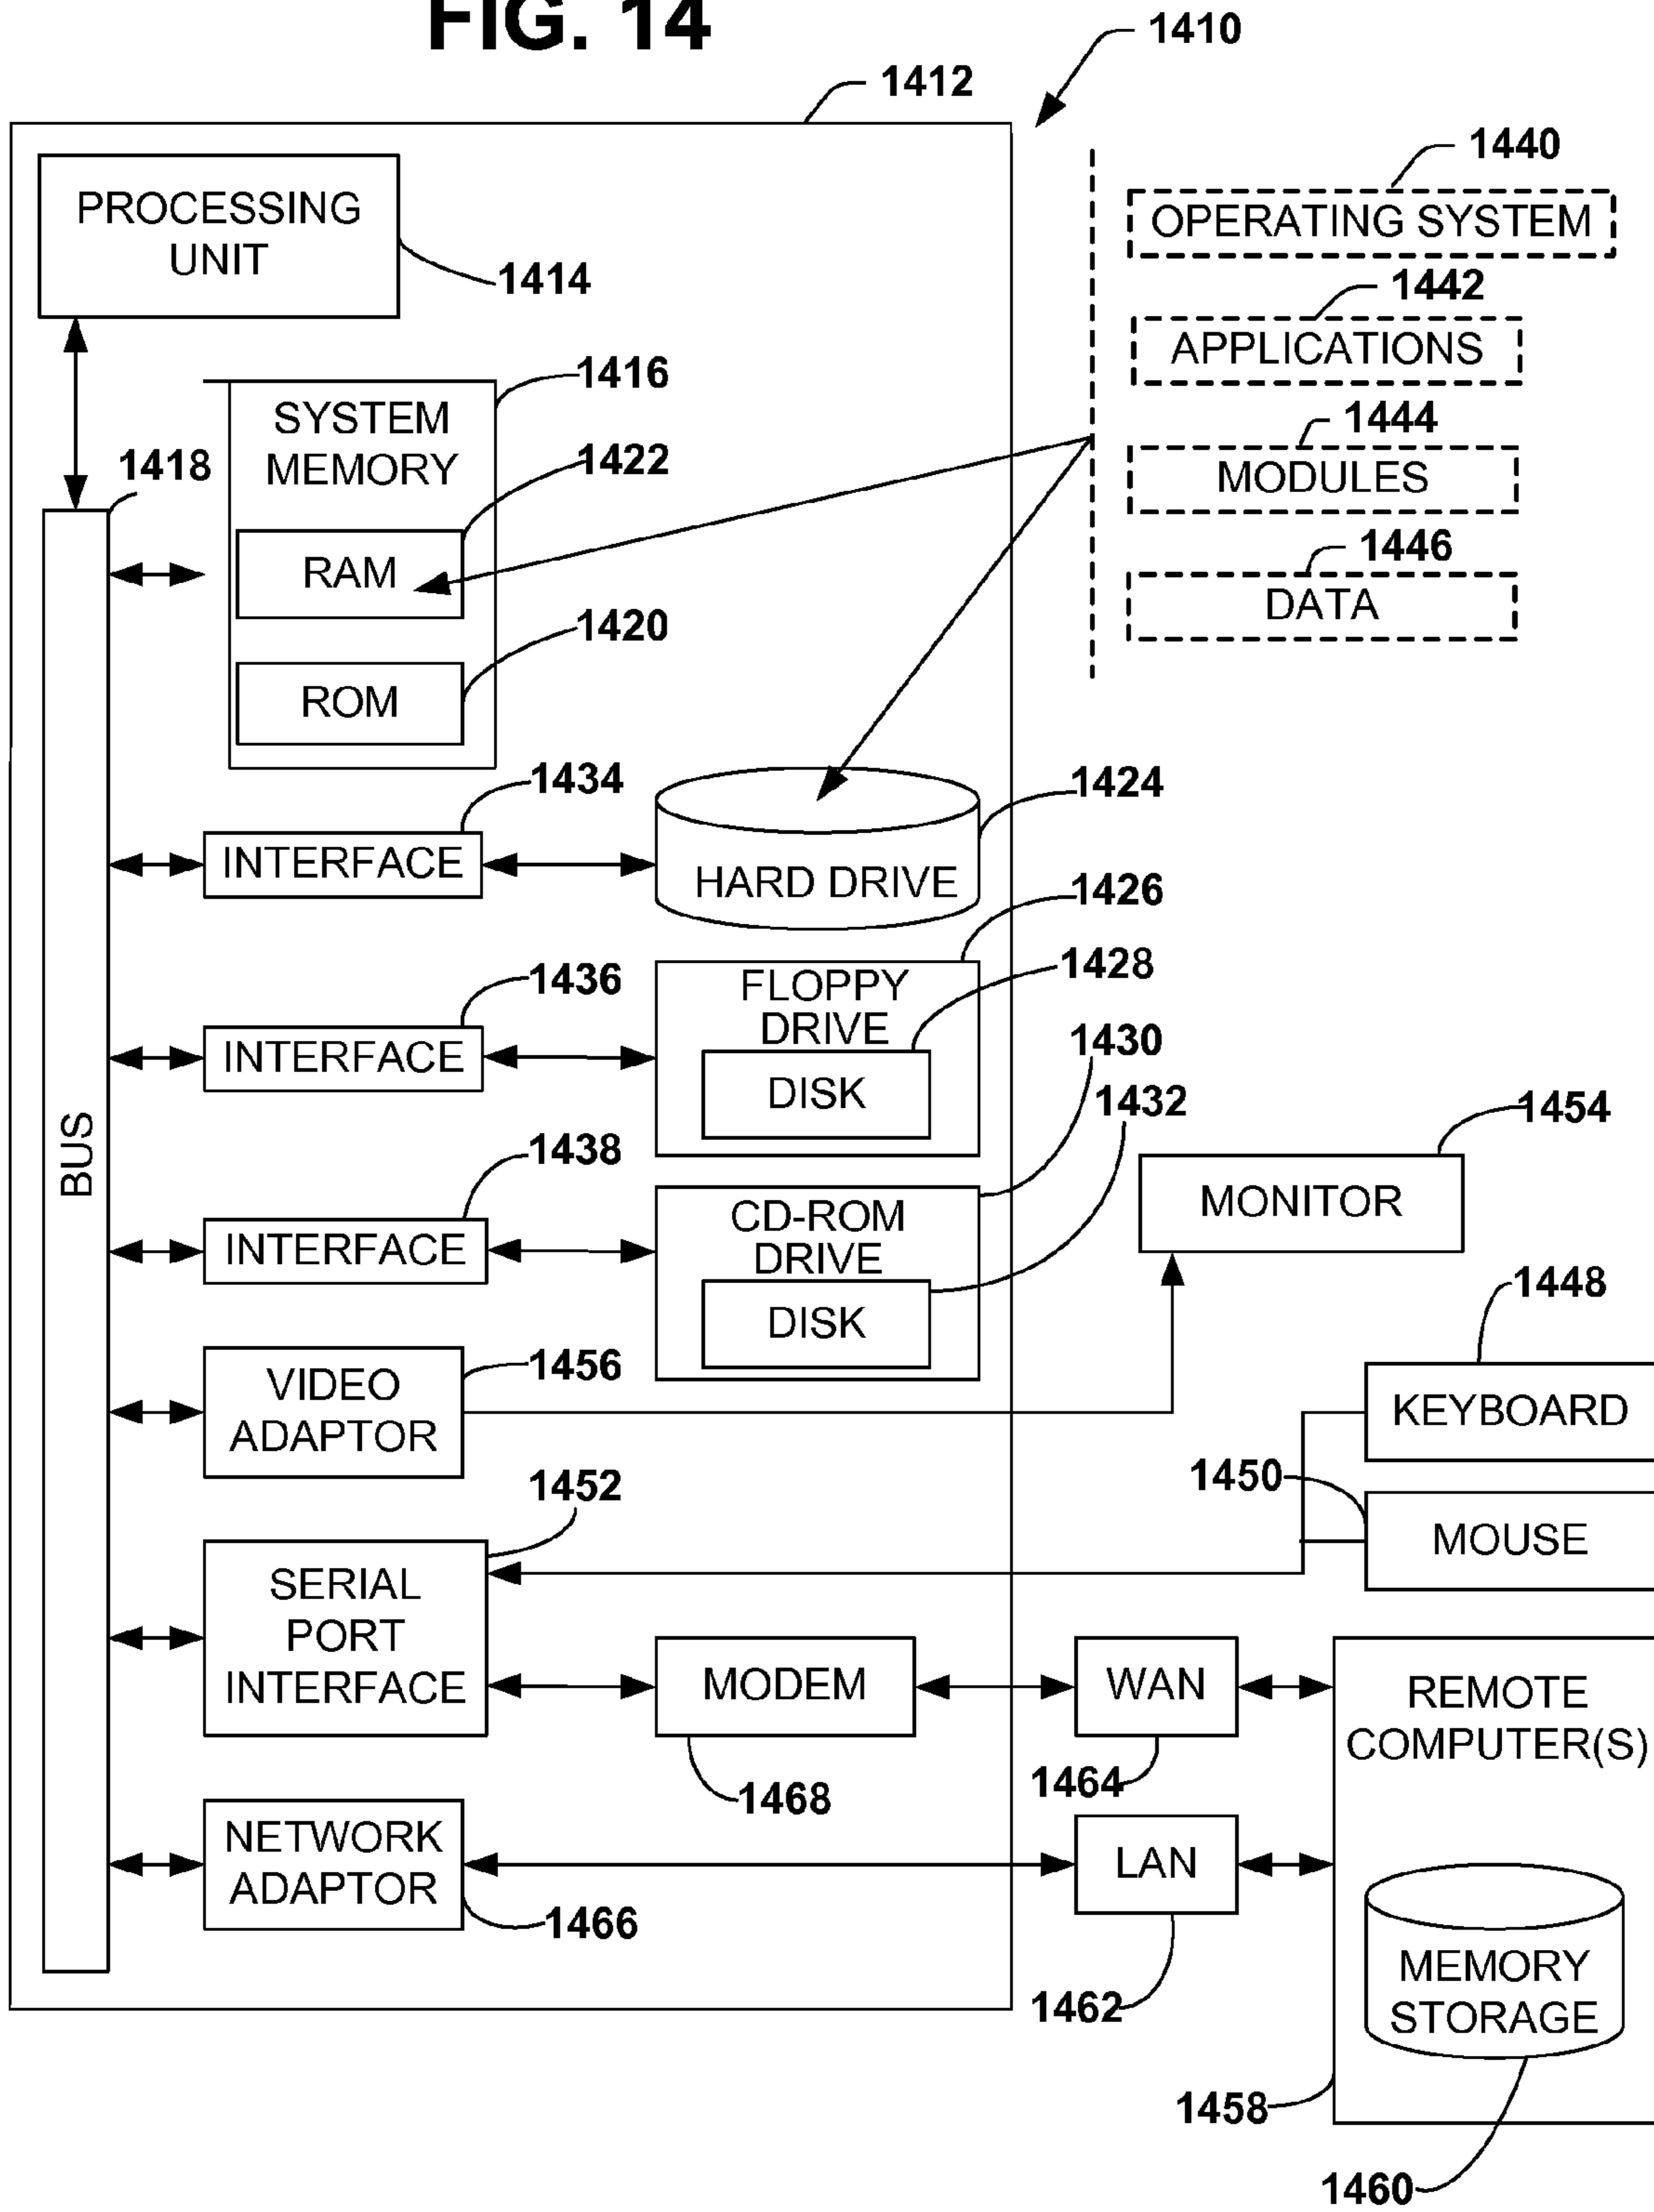 FIG. 14
1410
1412
1440
PROCESSING
UNIT
OPERATING SYSTEM
1414
1442
APPLICATIONS
1416
SYSTEM
MEMORY
1444
1418
1422
MODULES
1446
RAM
DATA
1420
ROM
1434
1424
INTERFACE
HARD DRIVE
1426
1436
1428
FLOPPY
DRIVE
INTERFACE
1430
DISK
1432
1454
BUS
1438
MONITOR
CD-ROM
DRIVE
INTERFACE
1448
DISK
1456
VIDEO
ADAPTOR
KEYBOARD
1450
1452
MOUSE
SERIAL
PORT
INTERFACE
MODEM
WAN
REMOTE
COMPUTER(S)
1468
1464
NETWORK
ADAPTOR
LAN
1466
MEMORY
STORAGE
1462
1458
1460